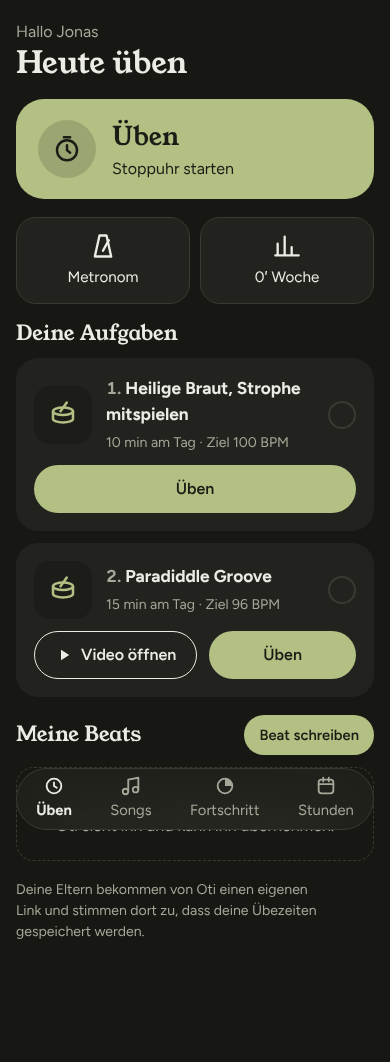 Hallo Jonas
Heute üben
Üben
Stoppuhr starten
Metronom
0' Woche
Deine Aufgaben
1. Heilige Braut, Strophe
mitspielen
10 min am Tag · Ziel 100 BPM
Üben
2. Paradiddle Groove
15 min am Tag · Ziel 96 BPM
Video öffnen
Üben
Meine Beats
Beat schreiben
Üben
Songs
Fortschritt
Stunden
Deine Eltern bekommen von Oti einen eigenen
Link und stimmen dort zu, dass deine Übezeiten
gespeichert werden.